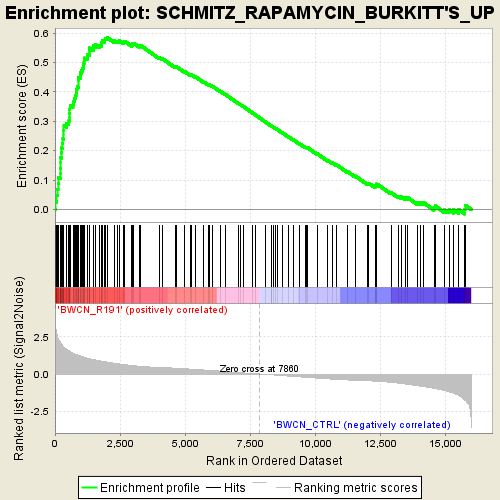 Enrichment plot: SCHMITZ_RAPAMYCIN_BURKITT'S_UP
Enrichment score (ES)
0.6
0.5
0.4
0.3
0.2
0.1
0.0
'BWCN_R191' (positively correlated)
Ranked list metric (Signal2Noise)
2.5
0.0
-2.5
Zero cross at 7860
'BWCN_CTRL' (negatively correlated)
0 2,500 5,000 7,500 10,000 12,500 15,000
Rank in Ordered Dataset
Enrichment profile Hits Ranking metric scores